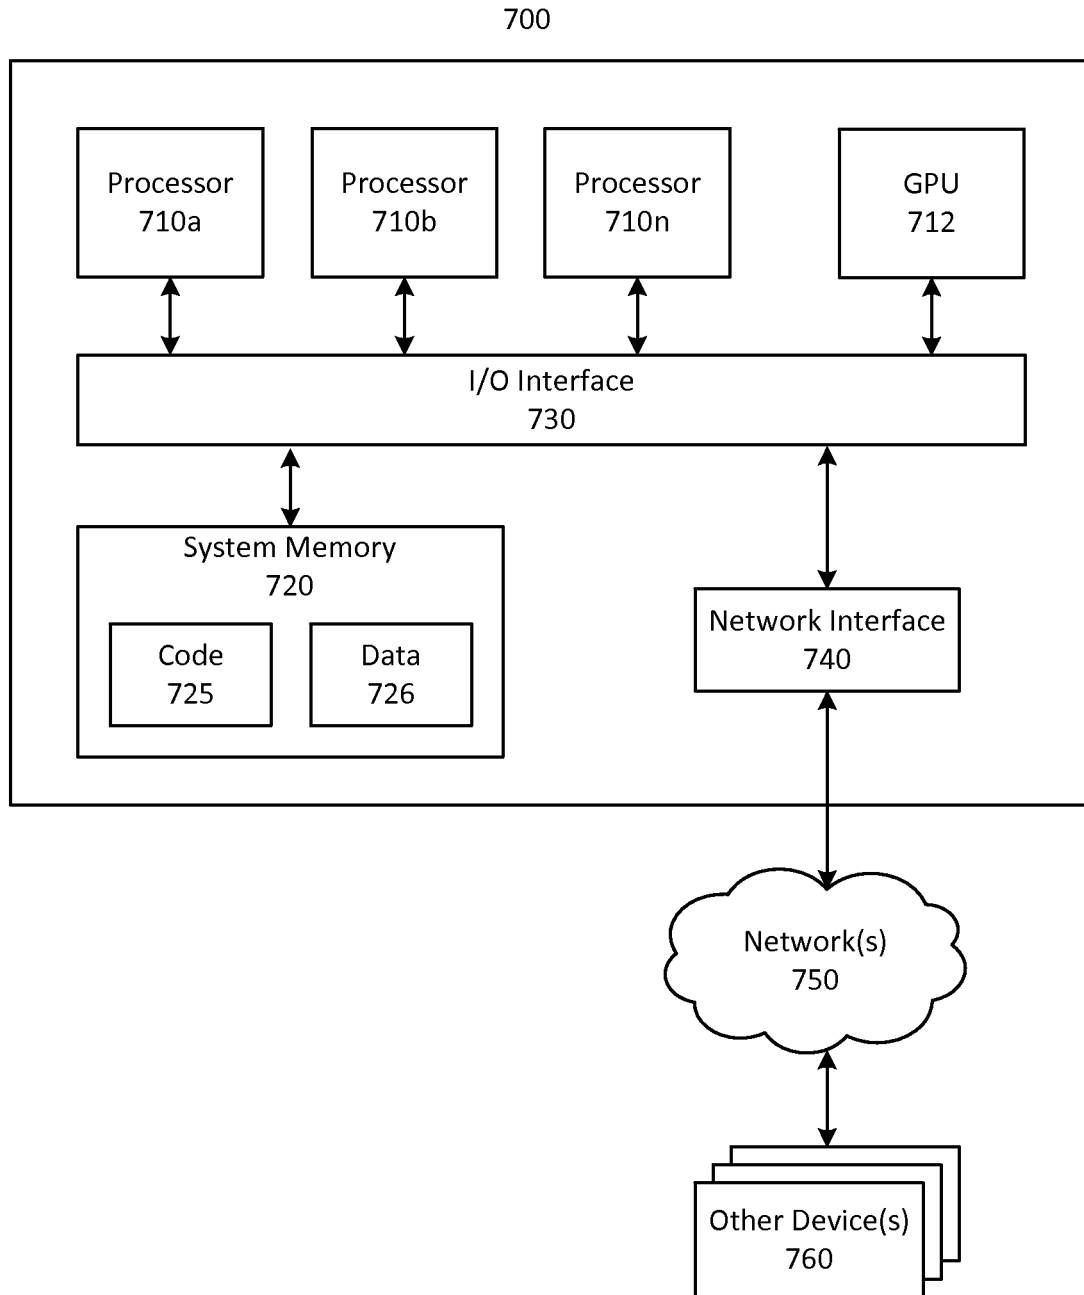 700
Processor
710a
Processor
710b
Processor
710n
GPU
712
I/O Interface
730
System Memory
720
Code
725
Data
726
Network Interface
740
Network(s)
750
Other Device(s)
760